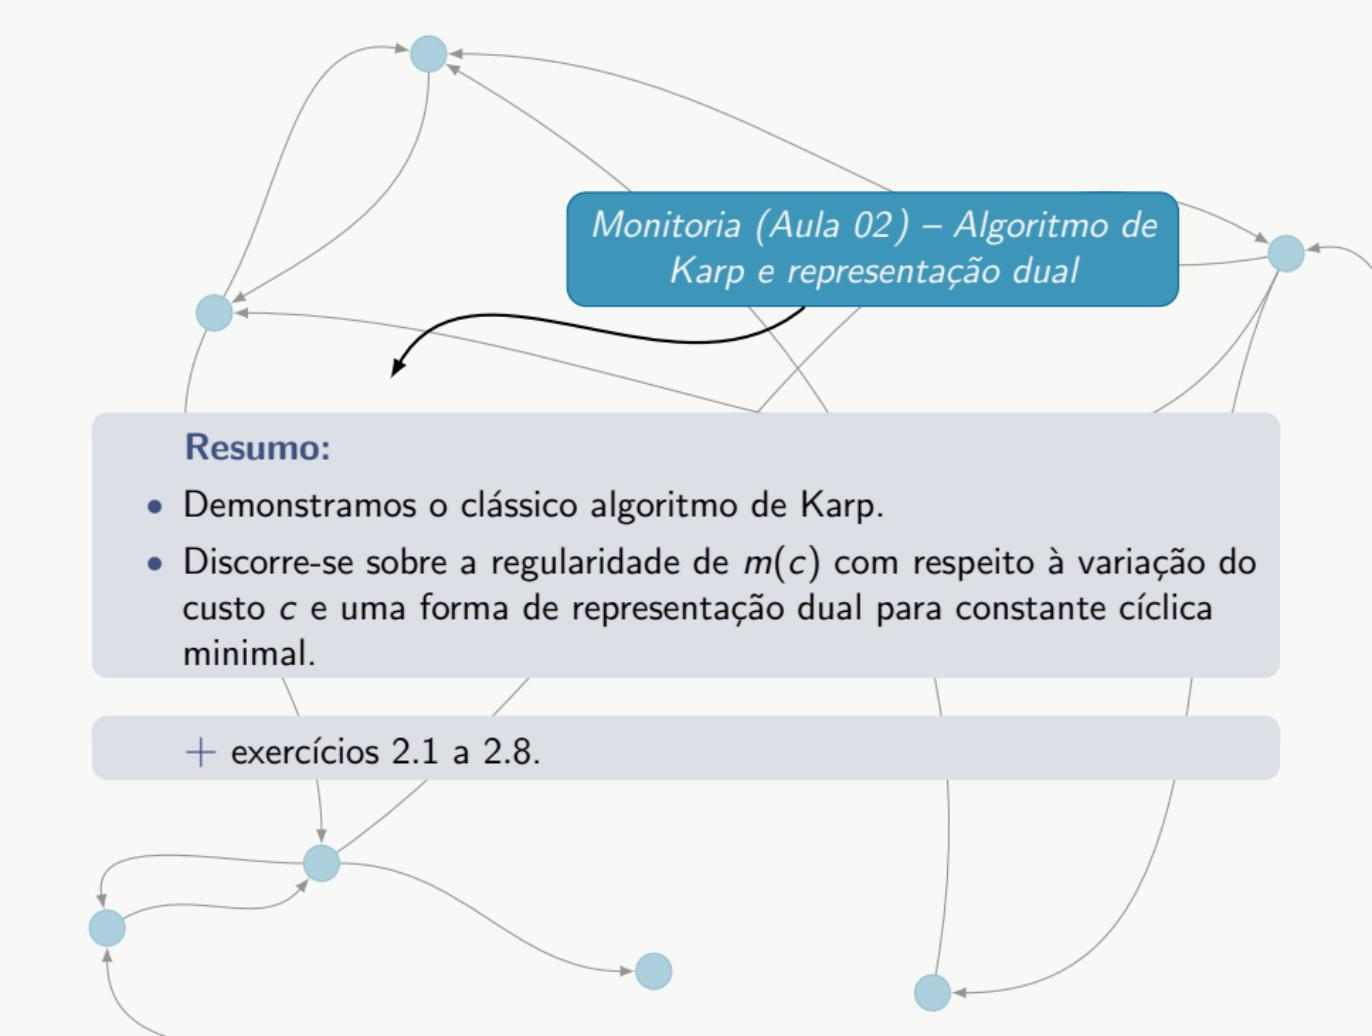 Monitoria (Aula 02) – Algoritmo de
Karp e representação dual
Resumo:
• Demonstramos o clássico algoritmo de Karp.
• Discorre-se sobre a regularidade de m(c) com respeito à variação do
custo c e uma forma de representação dual para constante cíclica
minimal.
+ exercícios 2.1 a 2.8.